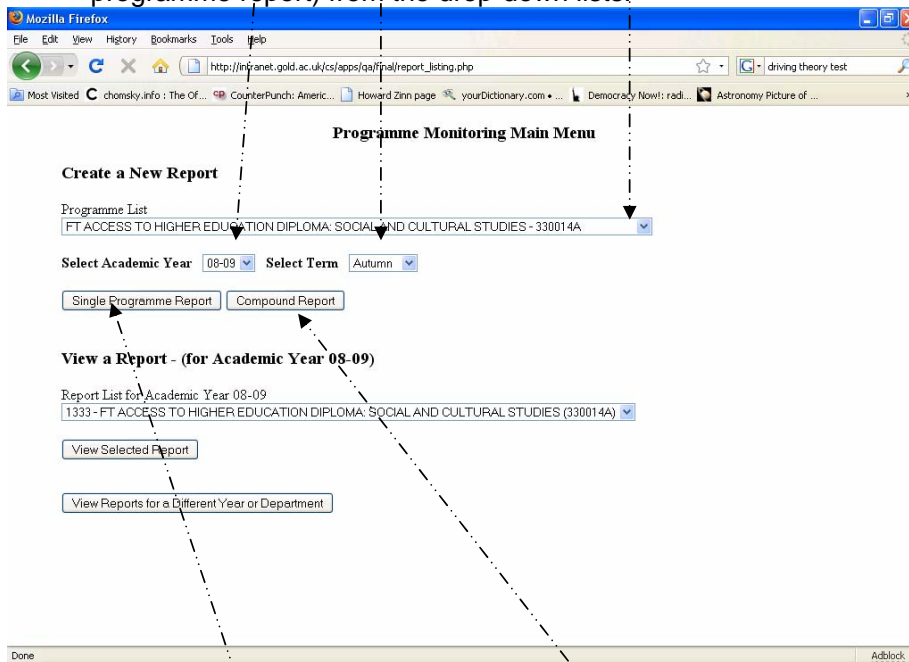 programme report) from the drop-down lists.
Mozilla Firefox
File Edit View History Bookmarks Tools Help
http://intranet.gold.ac.uk/cs/apps/qa/final/report_listing.php
driving theory test
Most Visited chomsky.info : The Of... CounterPunch: Americ... Howard Zinn page yourDictionary.com • ... Democracy Now!: radi... Astronomy Picture of ...
Programme Monitoring Main Menu
Create a New Report
Programme List
FT ACCESS TO HIGHER EDUCATION DIPLOMA: SOCIAL AND CULTURAL STUDIES - 330014A
Select Academic Year 08-09 Select Term Autumn
Single Programme Report Compound Report
View a Report - (for Academic Year 08-09)
Report List for Academic Year 08-09
1333 - FT ACCESS TO HIGHER EDUCATION DIPLOMA: SOCIAL AND CULTURAL STUDIES (330014A)
View Selected Report
View Reports for a Different Year or Department
Done Adblock